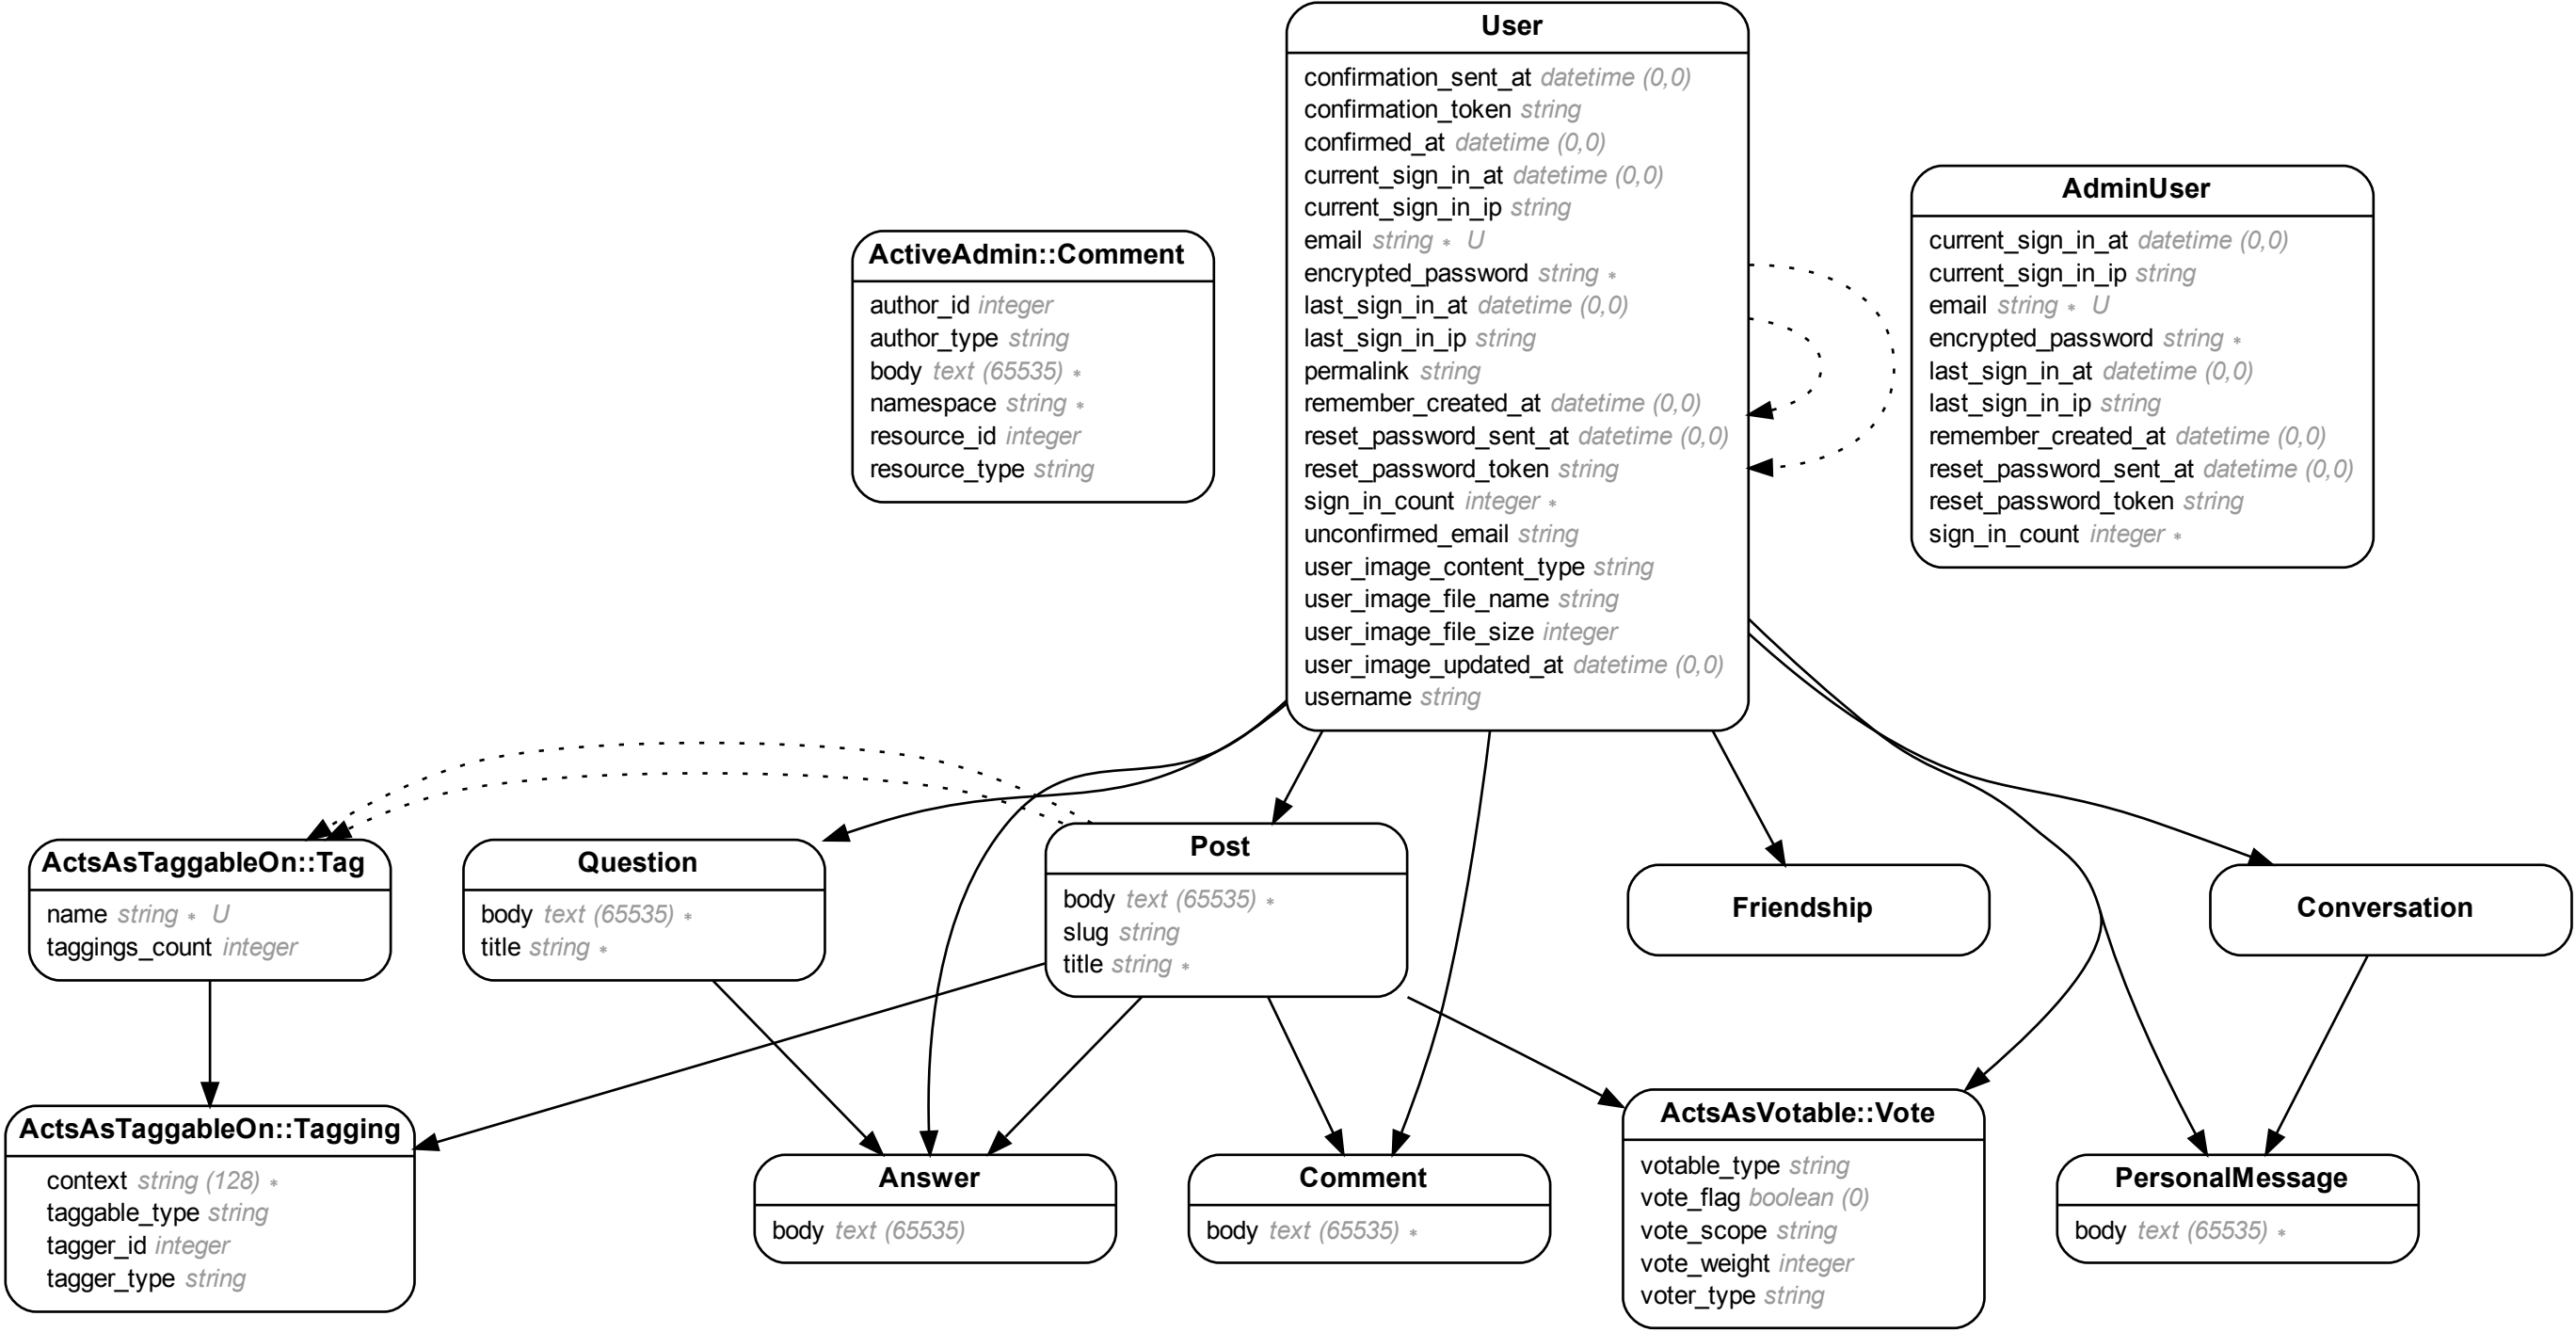 User
confirmation_sent_at datetime (0,0)
confirmation_token string
confirmed_at datetime (0,0)
current_sign_in_at datetime (0,0)
current_sign_in_ip string
email string * U
encrypted_password string *
last_sign_in_at datetime (0,0)
last_sign_in_ip string
permalink string
remember_created_at datetime (0,0)
reset_password_sent_at datetime (0,0)
reset_password_token string
sign_in_count integer *
unconfirmed_email string
user_image_content_type string
user_image_file_name string
user_image_file_size integer
user_image_updated_at datetime (0,0)
username string
AdminUser
current_sign_in_at datetime (0,0)
current_sign_in_ip string
email string * U
encrypted_password string *
last_sign_in_at datetime (0,0)
last_sign_in_ip string
remember_created_at datetime (0,0)
reset_password_sent_at datetime (0,0)
reset_password_token string
sign_in_count integer *
ActiveAdmin::Comment
author_id integer
author_type string
body text (65535) *
namespace string *
resource_id integer
resource_type string
ActsAsTaggableOn::Tag
name string * U
taggings_count integer
Question
body text (65535) *
title string *
Post
body text (65535) *
slug string
title string *
Friendship
Conversation
ActsAsTaggableOn::Tagging
context string (128) *
taggable_type string
tagger_id integer
tagger_type string
Answer
body text (65535)
Comment
body text (65535) *
ActsAsVotable::Vote
votable_type string
vote_flag boolean (0)
vote_scope string
vote_weight integer
voter_type string
PersonalMessage
body text (65535) *